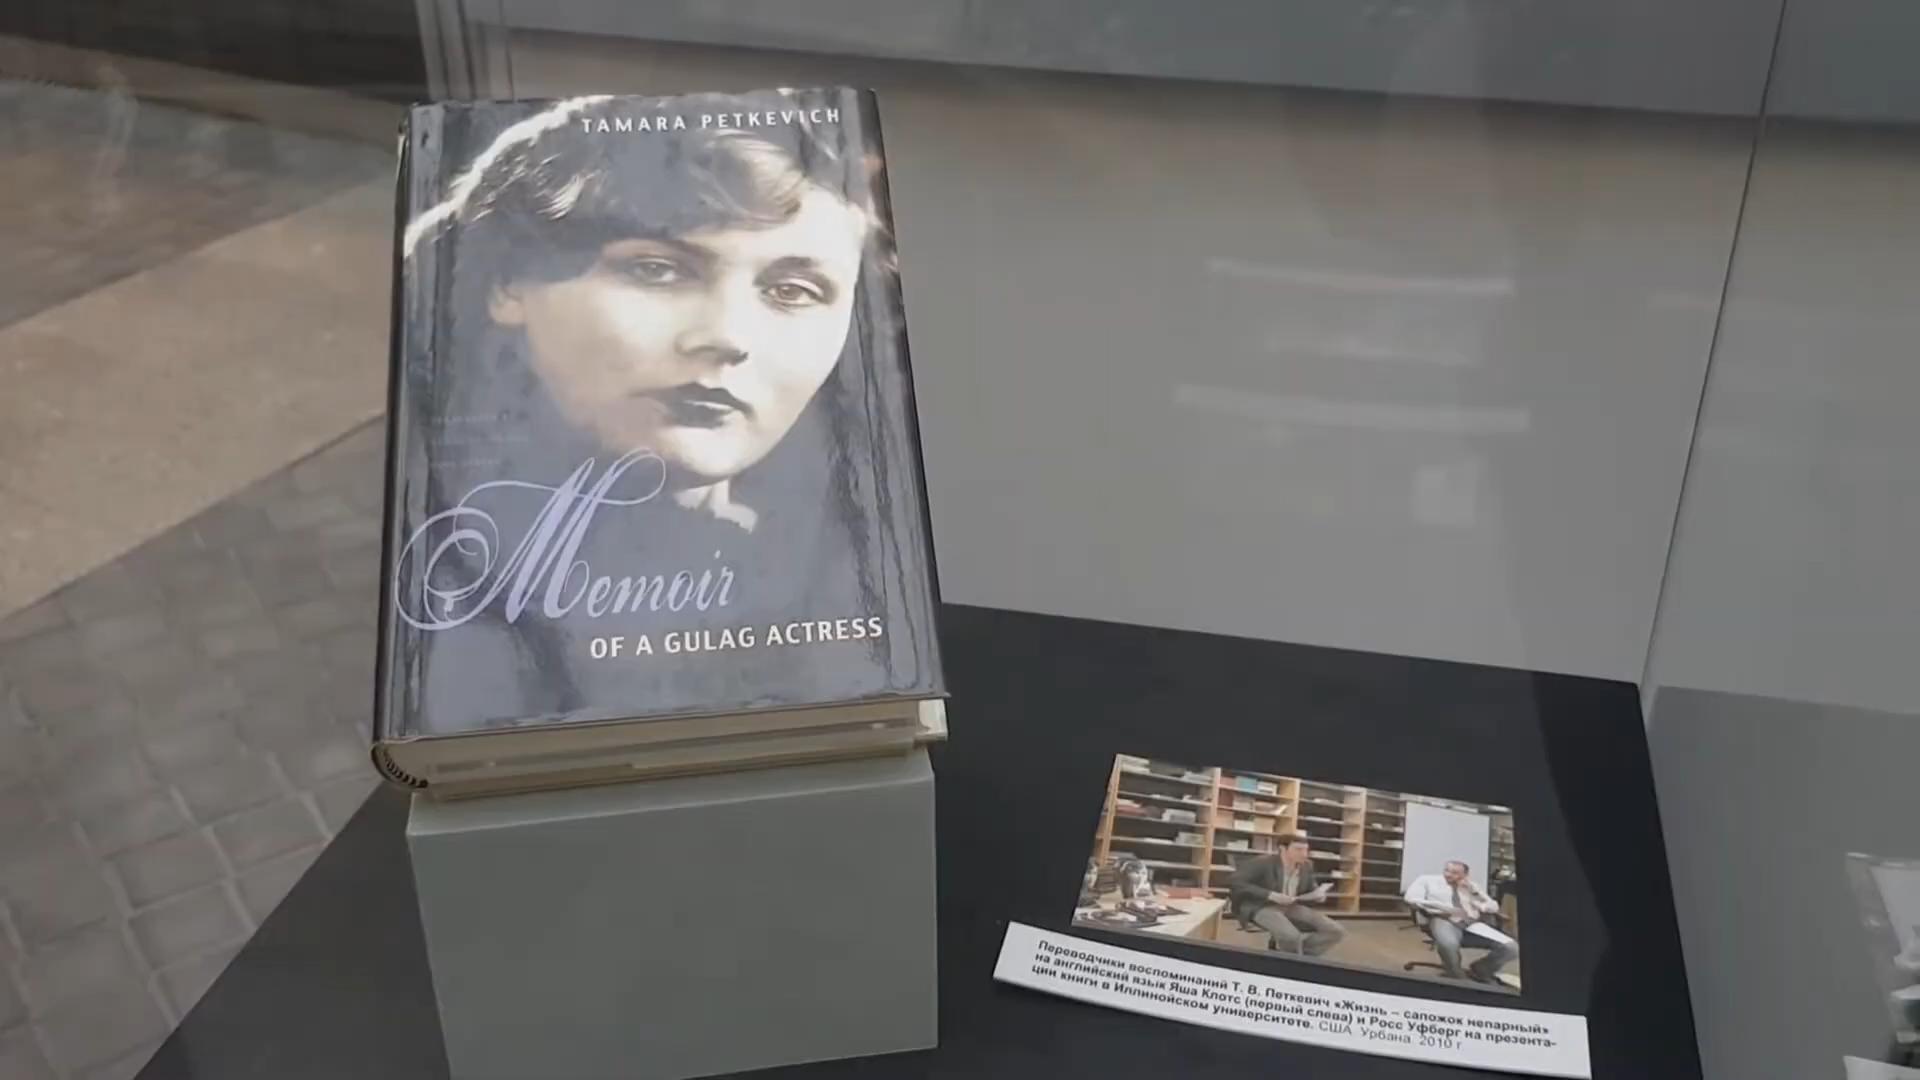 TAMARA PETKEVICH
Memoir
OF A GULAG ACTRESS
Переводчики воспоминаний Т. В. Петкевич «Жизнь – сапожок непарный»
на английский язык Яша Клотс (первый слева) и Росс Уфберг на презента-
ции книги в Иллинойском университете. США. Урбана. 2010 г.